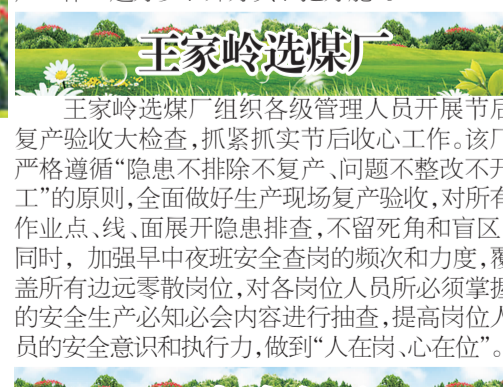 王家岭选煤厂
王家岭选煤厂组织各级管理人员开展节后
复产验收大检查,抓紧抓实节后收心工作。该厂
严格遵循“隐患不排除不复产、问题不整改不开
工”的原则,全面做好生产现场复产验收,对所有
作业点、线、面展开隐患排查,不留死角和盲区
同时, 加强早中夜班安全查岗的频次和力度,覆
盖所有边远零散岗位,对各岗位人员所必须掌握
的安全生产必知必会内容进行抽查,提高岗位人
员的安全意识和执行力,做到“人在岗、心在位”。